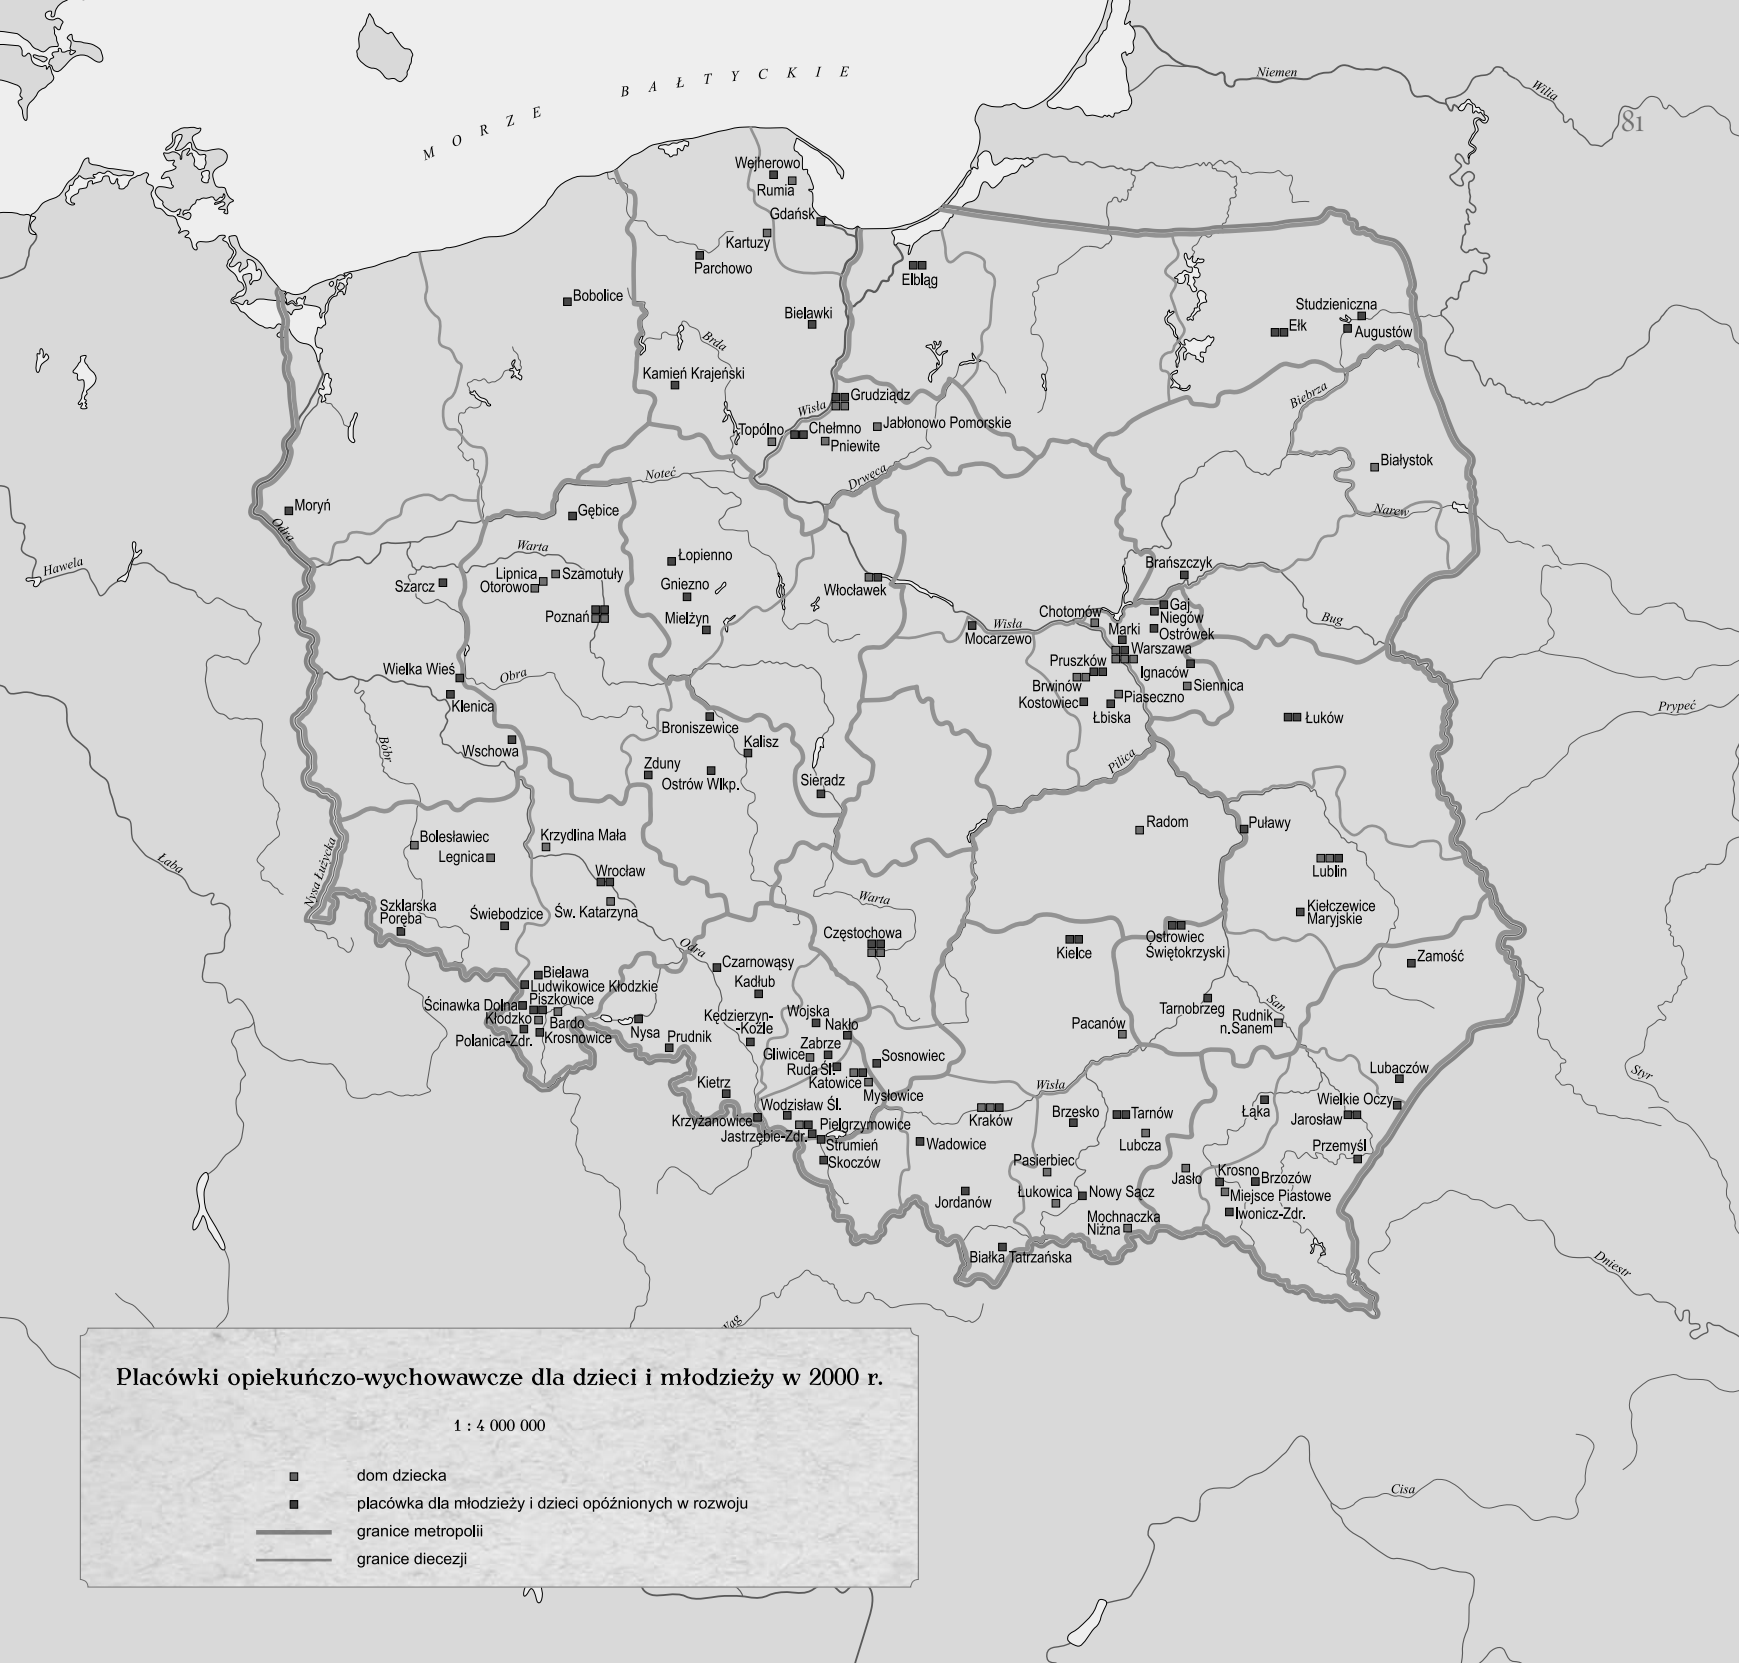 MORZE BAŁTYCKIE
Niemen
Wilia
81
Wejherowo
Rumia
Gdańsk
Kartuzy
Parchowo
Elbląg
Bobolice
Bielawki
Studzieniczna
Ełk
Augustów
Brda
Kamień Krajeński
Biebrza
Wisła
Grudziądz
Topólno
Chełmno
Jabłonowo Pomorskie
Pniewite
Białystok
Noteć
Drwęca
Moryń
Gębice
Narew
Odra
Warta
Łopienno
Brańszczyk
Hawela
Lipnica
Szamotuły
Szarcz
Otorowo
Gniezno
Włocławek
Poznań
Mielżyn
Chotomów
Gaj
Niegów
Wisła
Mocarzewo
Marki
Ostrówek
Bug
Warszawa
Wielka Wieś
Obra
Pruszków
Ignaców
Brwinów
Siennica
Klenica
Kostowiec
Piaseczno
Łbiska
Prypeć
Broniszewice
Łuków
Bóbr
Wschowa
Kalisz
Pilica
Zduny
Ostrów Wlkp.
Sieradz
Bolesławiec
Krzydlina Mała
Radom
Puławy
Legnica
Łaba
Nysa Łużycka
Wrocław
Lublin
Szklarska
Poręba
Świebodzice
Św. Katarzyna
Warta
Kiełczewice
Maryjskie
Częstochowa
Ostrowiec
Świętokrzyski
Kielce
Odra
Zamość
Czarnowąsy
Bielawa
Ludwikowice Kłodzkie
Kadłub
Ścinawka Dolna
Piszkowice
Tarnobrzeg
San
Kłodzko
Bardo
Kędzierzyn-
-Koźle
Wojska
Nakło
Rudnik
n.Sanem
Pacanów
Polanica-Zdr.
Krosnowice
Nysa
Prudnik
Zabrze
Gliwice
Sosnowiec
Ruda Śl.
Katowice
Mysłowice
Lubaczów
Styr
Kietrz
Wisła
Wodzisław Śl.
Krzyżanowice
Pielgrzymowice
Jastrzębie-Zdr.
Strumień
Skoczów
Kraków
Brzesko
Tarnów
Łąka
Wielkie Oczy
Jarosław
Wadowice
Lubcza
Przemyśl
Pasierbiec
Jasło
Krosno
Brzozów
Jordanów
Łukowica
Nowy Sącz
Miejsce Piastowe
Mochnaczka
Niżna
Iwonicz-Zdr.
Białka Tatrzańska
Dniestr
Wag
Placówki opiekuńczo-wychowawcze dla dzieci i młodzieży w 2000 r.
1 : 4 000 000
dom dziecka
placówka dla młodzieży i dzieci opóźnionych w rozwoju
granice metropolii
granice diecezji
Cisa